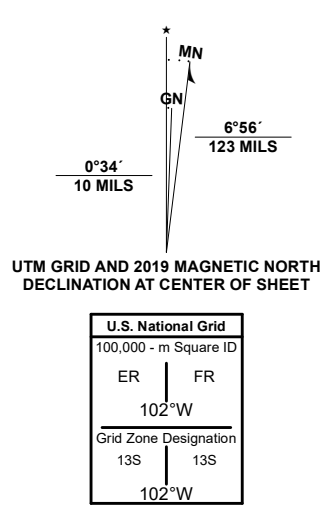 MN
GN
6°56´
123 MILS
0°34´
10 MILS
UTM GRID AND 2019 MAGNETIC NORTH
DECLINATION AT CENTER OF SHEET
U.S. National Grid
100,000 - m Square ID
ER FR
102°W
Grid Zone Designation
13S 13S
102°W